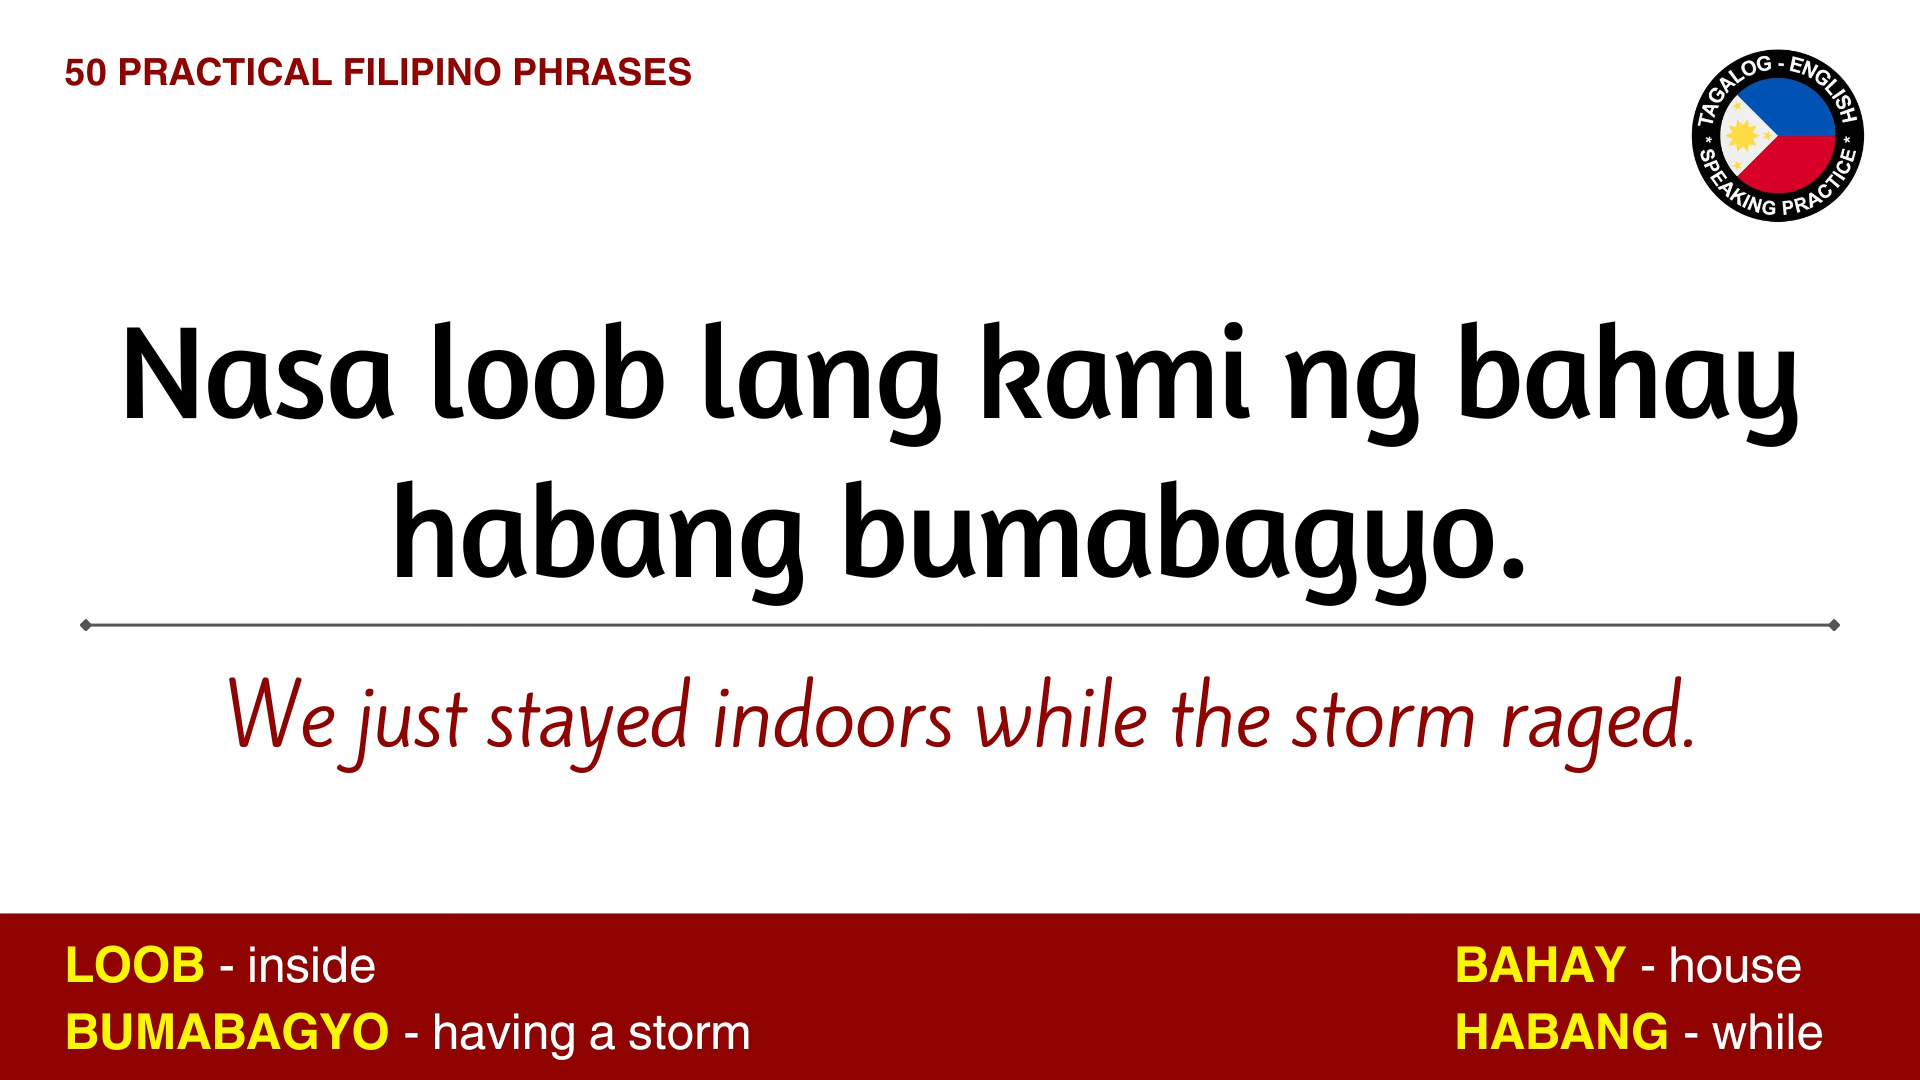 50 PRACTICAL FILIPINO PHRASES
TAGALOG - ENGLISH
* SPEAKING PRACTICE *
Nasa loob lang kami ng bahay
habang bumabagyo.
We just stayed indoors while the storm raged.
LOOB - inside
BAHAY - house
BUMABAGYO - having a storm
HABANG - while